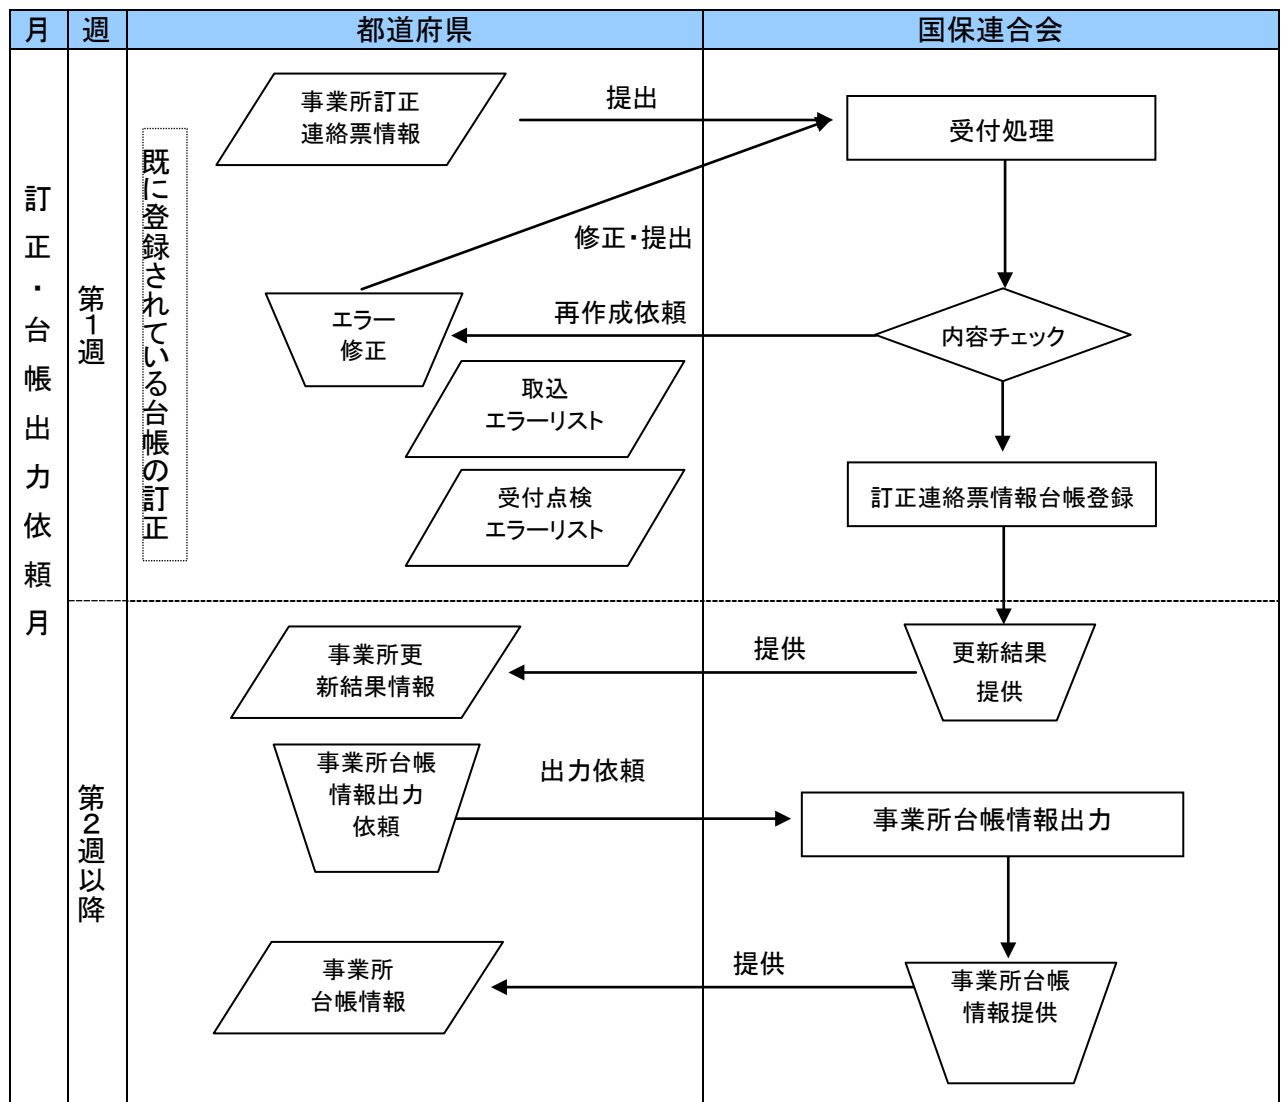 月
週
都道府県
国保連合会
訂正・台帳出力依頼月
第1週
既に登録されている台帳の訂正
事業所訂正
連絡票情報
提出
受付処理
修正・提出
エラー
修正
再作成依頼
内容チェック
取込
エラーリスト
受付点検
エラーリスト
訂正連絡票情報台帳登録
第2週以降
事業所更
新結果情報
提供
更新結果
提供
事業所台帳
情報出力
依頼
出力依頼
事業所台帳情報出力
事業所
台帳情報
提供
事業所台帳
情報提供